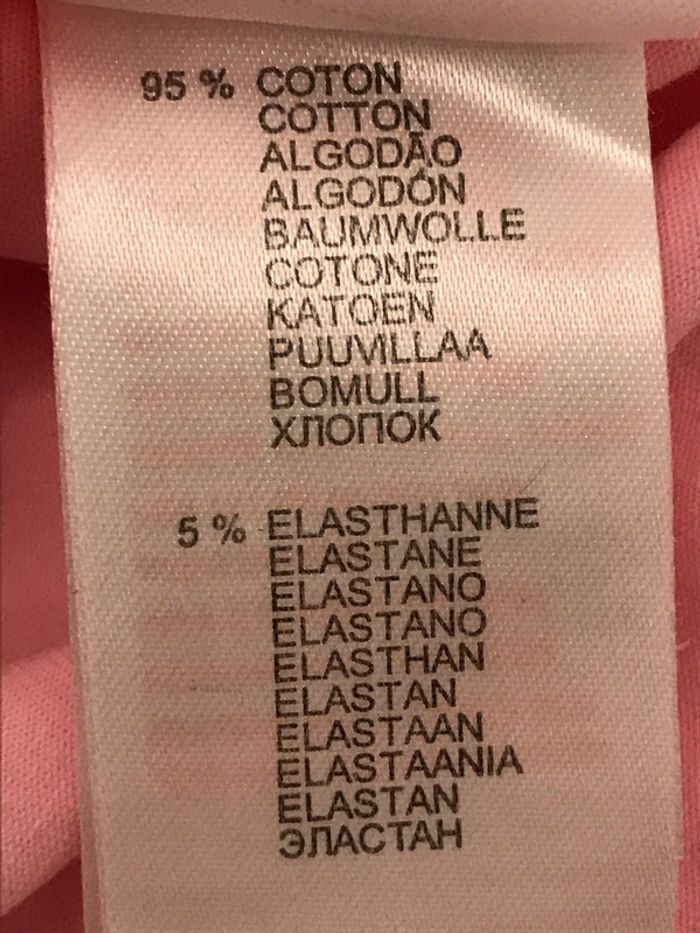 95 % COTON
COTTON
ALGODÃO
ALGODÓN
BAUMWOLLE
COTONE
KATOEN
PUUVILLAA
BOMULL
ХЛОПОК
5 % ELASTHANNE
ELASTANE
ELASTANO
ELASTANO
ELASTHAN
ELASTAN
ELASTAAN
ELASTAANIA
ELASTAN
ЭЛАСТАН